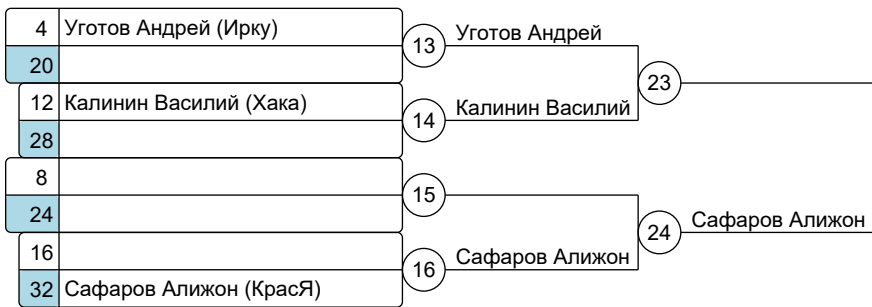 4 Уготов Андрей (Ирку)
13 Уготов Андрей
20
23
12 Калинин Василий (Хака)
14 Калинин Василий
28
8
15
24
24 Сафаров Алижон
16
16 Сафаров Алижон
32 Сафаров Алижон (КрасЯ)